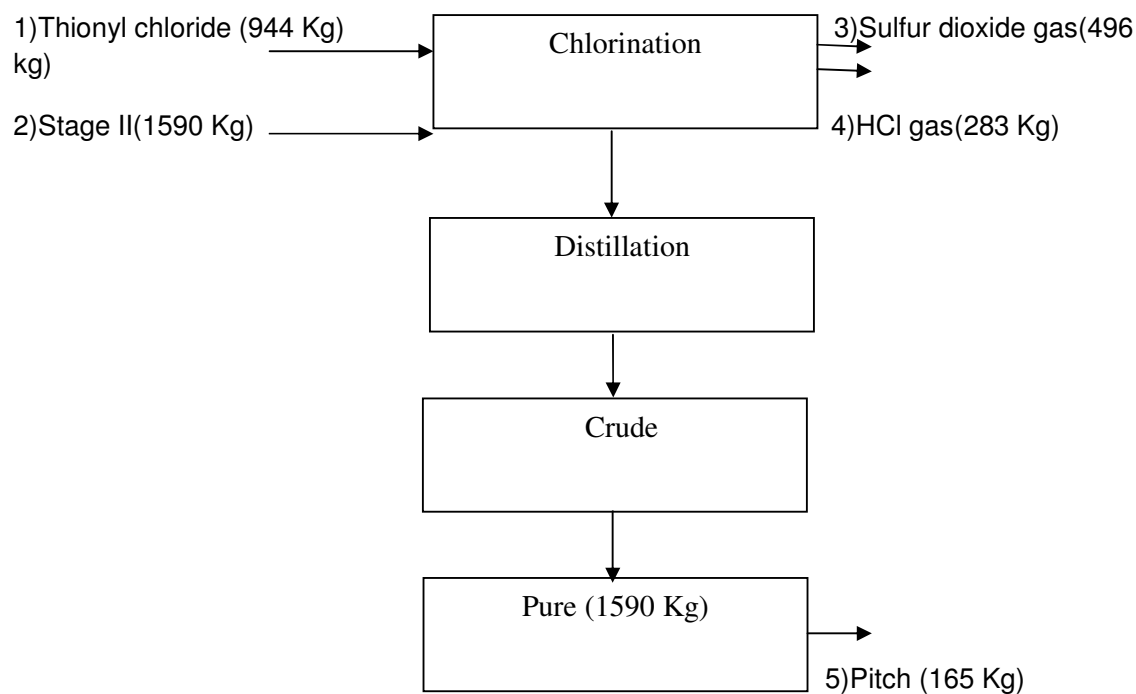 1)Thionyl chloride (944 Kg)
Chlorination
3)Sulfur dioxide gas(496
kg)
2)Stage II(1590 Kg)
4)HCl gas(283 Kg)
Distillation
Crude
Pure (1590 Kg)
5)Pitch (165 Kg)